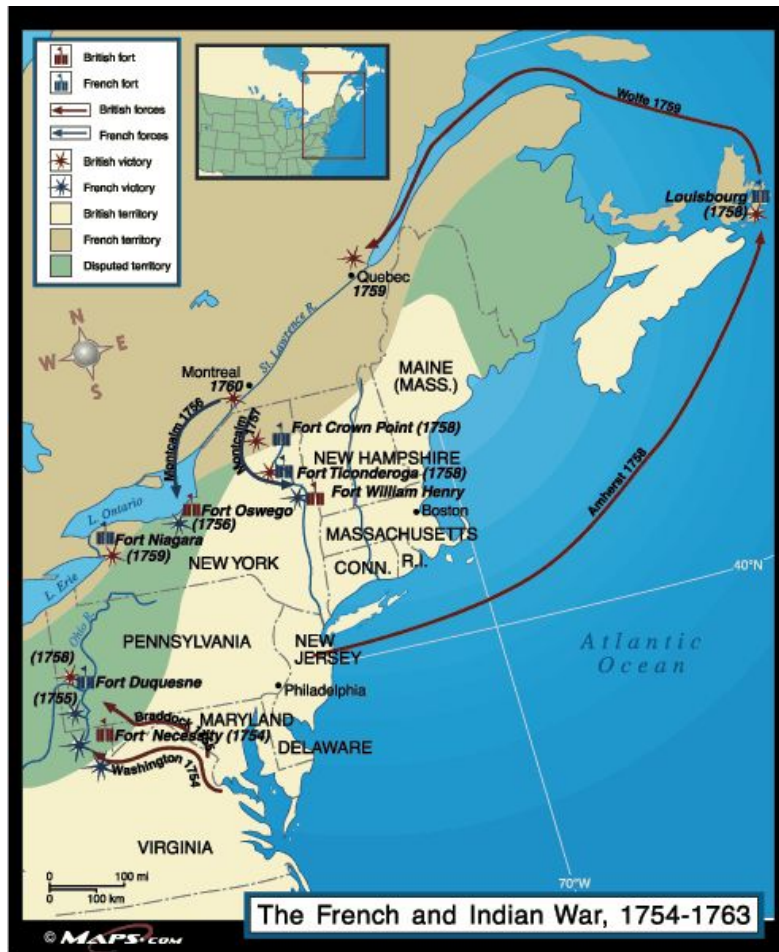 British fort
French fort
British forces
French forces
British victory
French victory
British territory
French territory
Disputed territory
Wolfe 1759
Louisbourg
(1758)
Quebec
1759
N
W
E
S
St. Lawrence R.
MAINE
(MASS.)
Montreal
1760
Montcalm 1756
Montcalm
1757
Fort Crown Point (1758)
NEW HAMPSHIRE
Fort Ticonderoga (1758)
Fort William Henry
Amherst 1758
L. Ontario
Fort Oswego
(1756)
Boston
Fort Niagara
(1759)
MASSACHUSETTS
NEW YORK
CONN.
R.I.
L. Erie
40°N
Ohio R.
PENNSYLVANIA
NEW
JERSEY
Atlantic
Ocean
(1758)
Fort Duquesne
(1755)
Philadelphia
Braddock
MARYLAND
Fort Necessity (1754)
DELAWARE
Washington 1754
VIRGINIA
0 100 mi
0 100 km
70°W
The French and Indian War, 1754-1763
© MAPS.COM